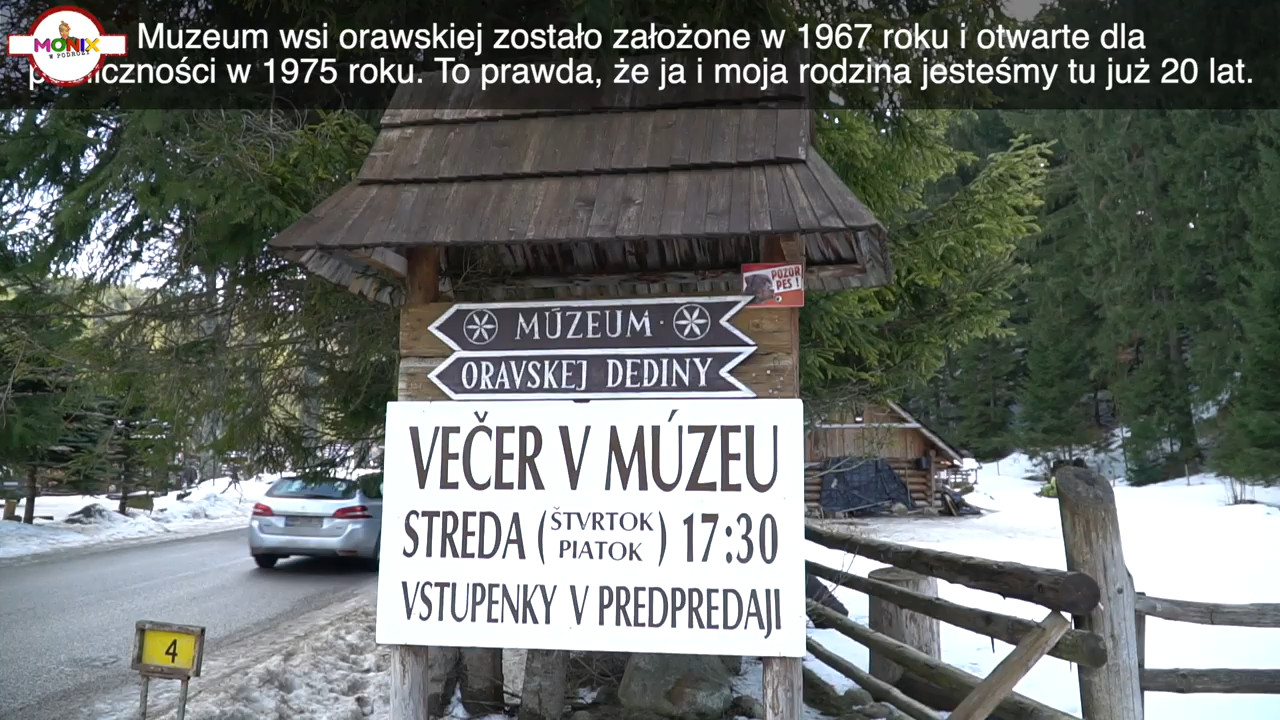 MONIX
W PODRÓŻY
Muzeum wsi orawskiej zostało założone w 1967 roku i otwarte dla
publiczności w 1975 roku. To prawda, że ja i moja rodzina jesteśmy tu już 20 lat.
POZOR
PES !
MÚZEUM
ORAVSKEJ DEDINY
VEČER V MÚZEU
STREDA (ŠTVRTOK PIATOK) 17:30
VSTUPENKY V PREDPREDAJI
4